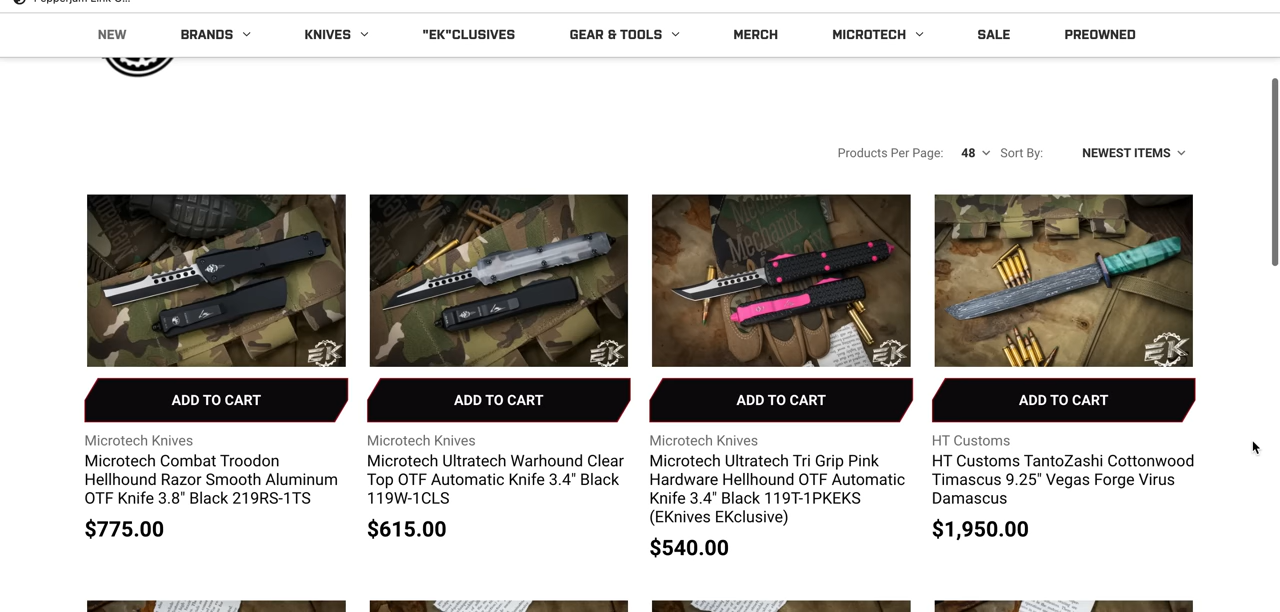 NEW BRANDS KNIVES "EK"CLUSIVES GEAR & TOOLS MERCH MICROTECH SALE PREOWNED
Products Per Page: 48 Sort By: NEWEST ITEMS
EK EK EK EK
ADD TO CART ADD TO CART ADD TO CART ADD TO CART
Microtech Knives
Microtech Combat Troodon
Hellhound Razor Smooth Aluminum
OTF Knife 3.8" Black 219RS-1TS
$775.00
Microtech Knives
Microtech Ultratech Warhound Clear
Top OTF Automatic Knife 3.4" Black
119W-1CLS
$615.00
Microtech Knives
Microtech Ultratech Tri Grip Pink
Hardware Hellhound OTF Automatic
Knife 3.4" Black 119T-1PKEKS
(EKnives EKclusive)
$540.00
HT Customs
HT Customs TantoZashi Cottonwood
Timascus 9.25" Vegas Forge Virus
Damascus
$1,950.00